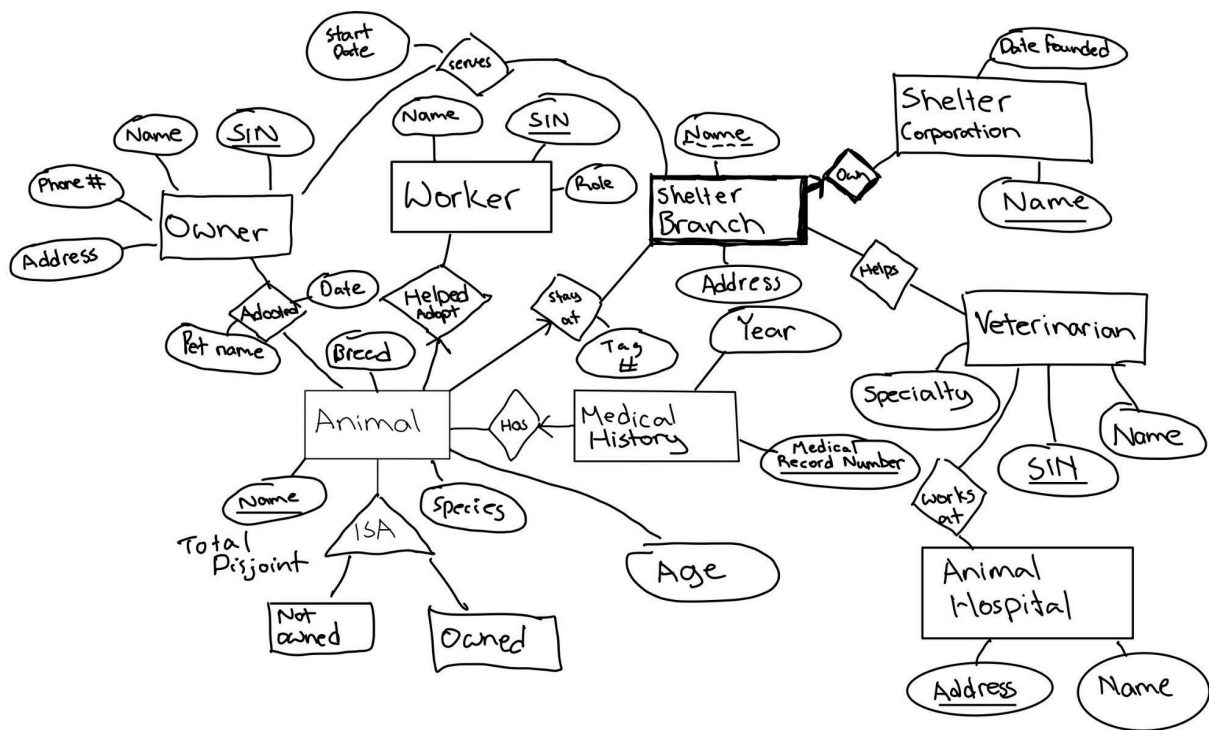 Start
Date
serves
Date founded
Shelter
Corporation
Name
Own
Name
SIN
Phone #
Address
Owner
Name
SIN
Role
Worker
Name
Shelter
Branch
Address
Helps
Veterinarian
Specialty
SIN
Name
Adopted
Date
Pet name
Helped
Adopt
Stay
at
Tag
#
Year
Breed
Animal
Has
Medical
History
Medical
Record Number
Name
Species
Age
Total
Disjoint
ISA
Not
owned
Owned
Works
at
Animal
Hospital
Address
Name